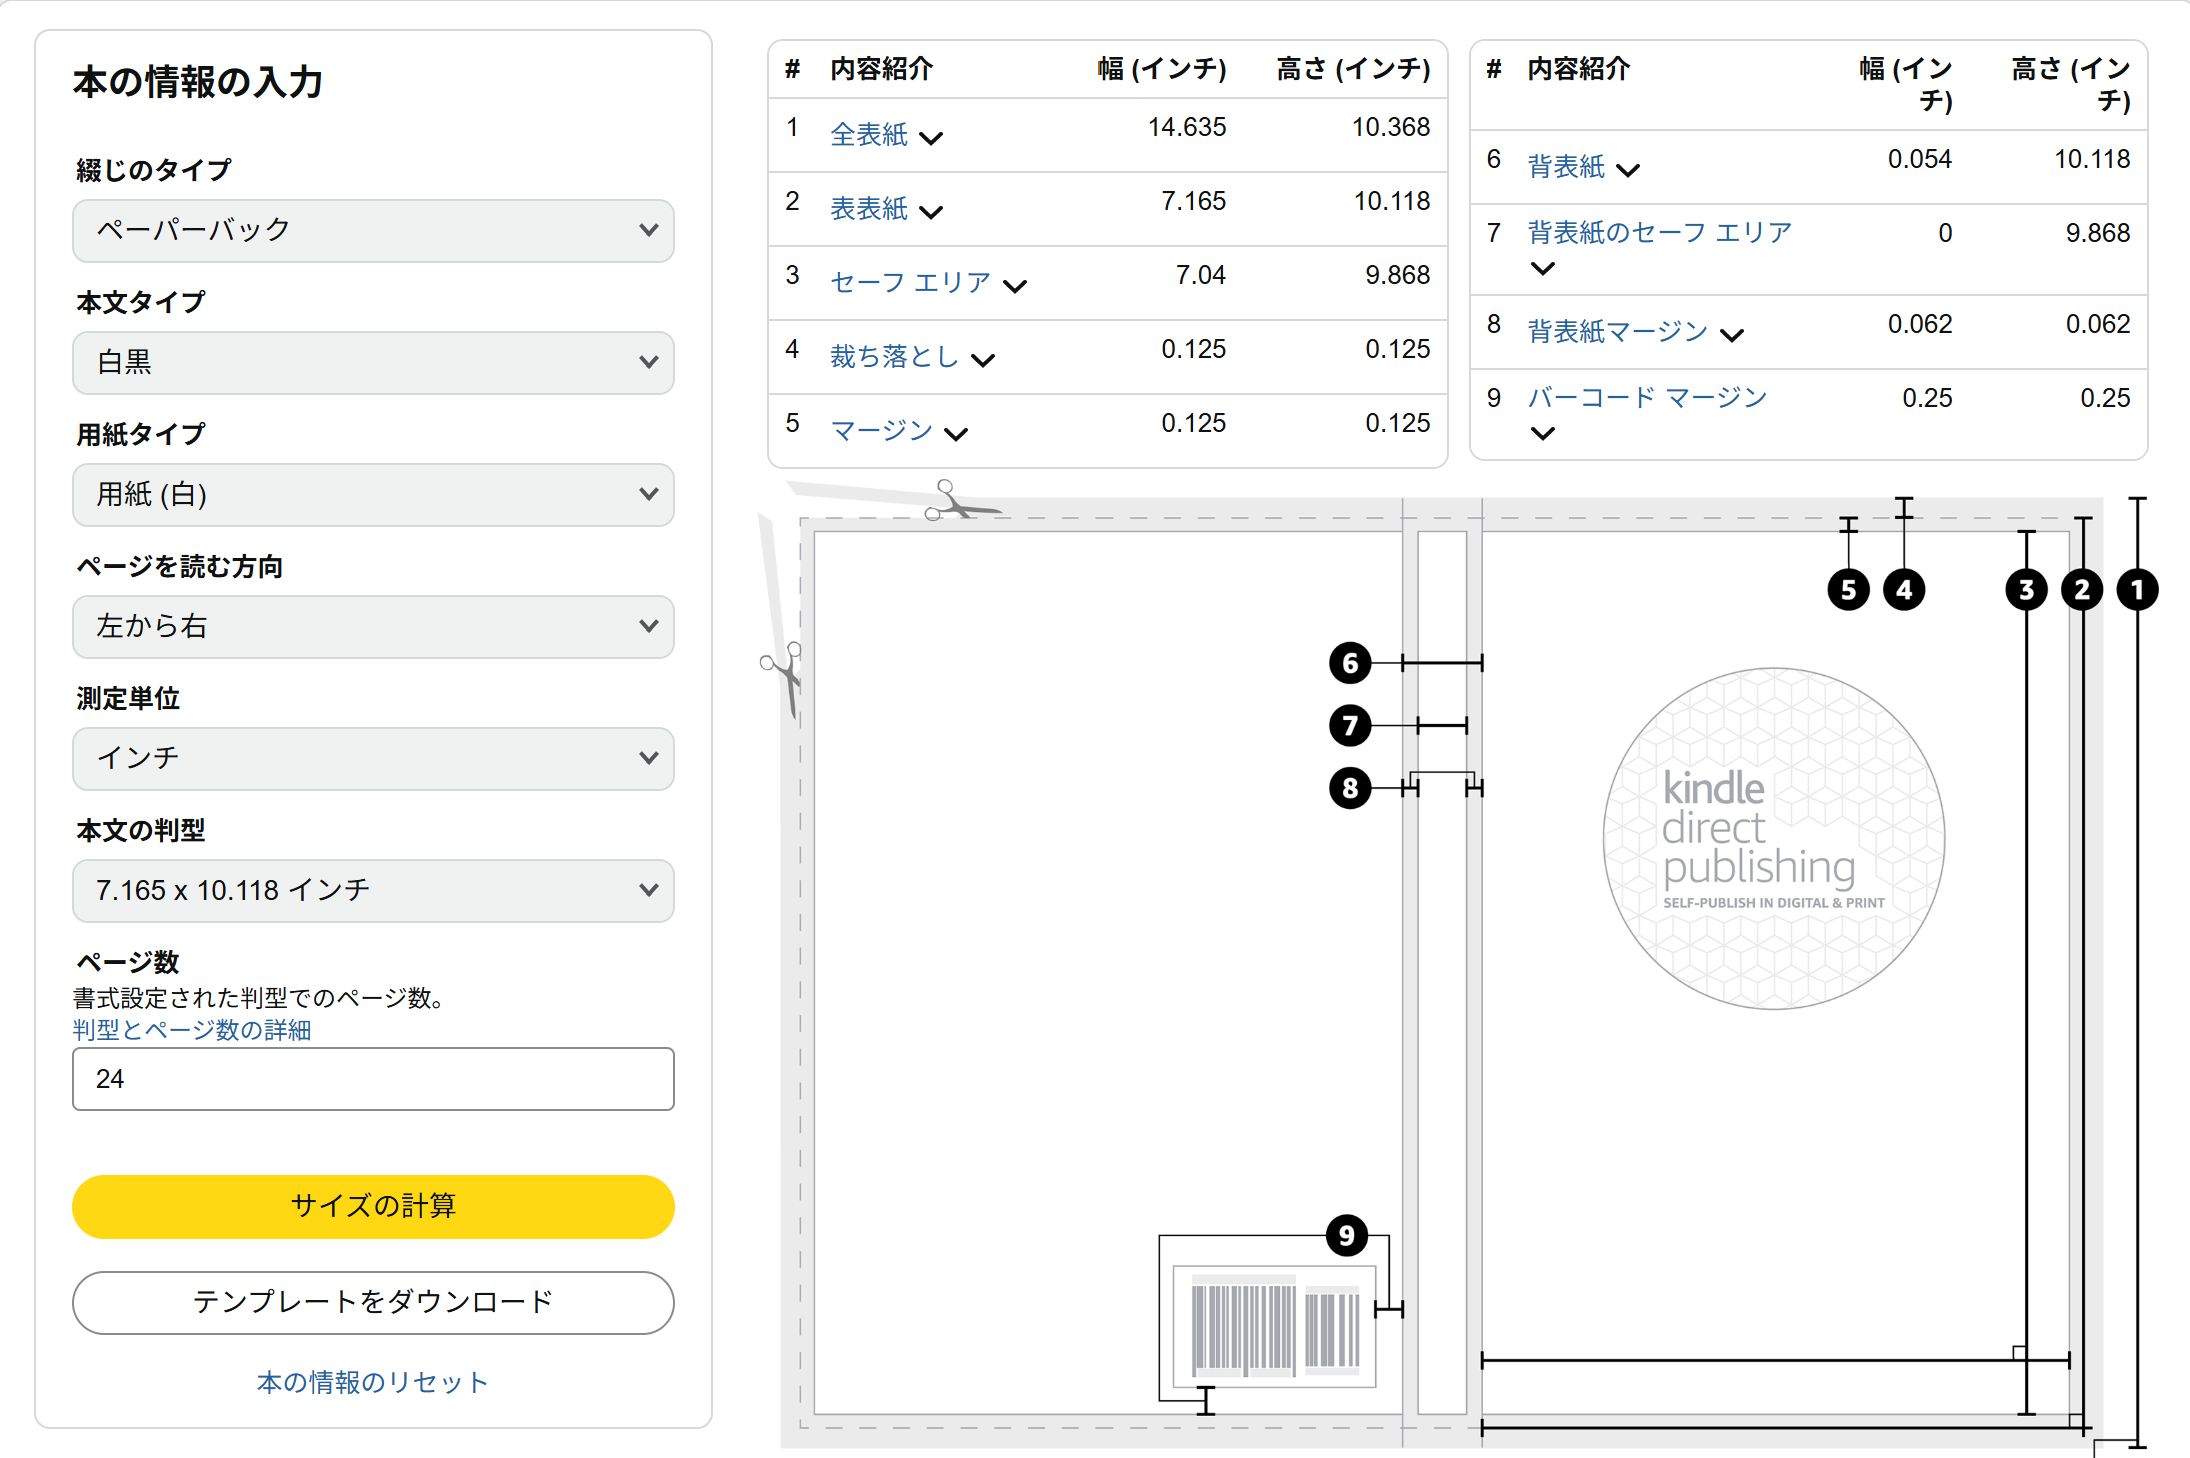 本の情報の入力
綴じのタイプ
ペーパーバック
本文タイプ
白黒
用紙タイプ
用紙 (白)
ページを読む方向
左から右
測定単位
インチ
本文の判型
7.165 x 10.118 インチ
ページ数
書式設定された判型でのページ数。
判型とページ数の詳細
24
サイズの計算
テンプレートをダウンロード
本の情報のリセット
# 内容紹介 幅 (インチ) 高さ (インチ)
1 全表紙 14.635 10.368
2 表表紙 7.165 10.118
3 セーフ エリア 7.04 9.868
4 裁ち落とし 0.125 0.125
5 マージン 0.125 0.125
# 内容紹介 幅 (イン
チ) 高さ (イン
チ)
6 背表紙 0.054 10.118
7 背表紙のセーフ エリア 0 9.868
8 背表紙マージン 0.062 0.062
9 バーコード マージン 0.25 0.25
5 4 3 2 1
6
7
8
kindle
direct
publishing
SELF-PUBLISH IN DIGITAL & PRINT
9